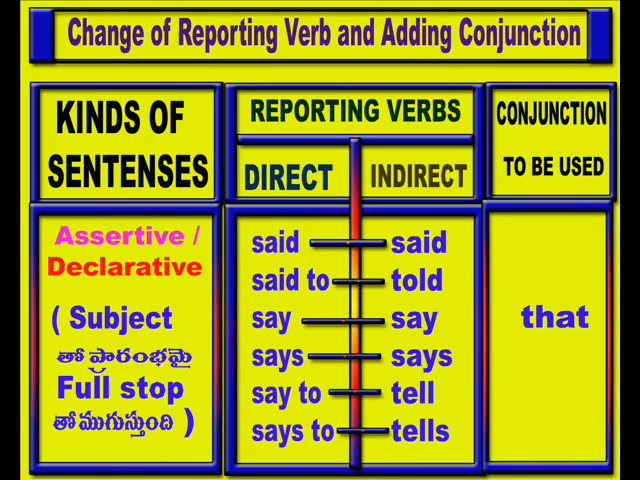 Change of Reporting Verb and Adding Conjunction
KINDS OF
SENTENSES
REPORTING VERBS
DIRECT
INDIRECT
CONJUNCTION
TO BE USED
Assertive /
Declarative
( Subject
తో ప్రారంభమై
Full stop
తో ముగుస్తుంది )
said said
said to told
say say
says says
say to tell
says to tells
that